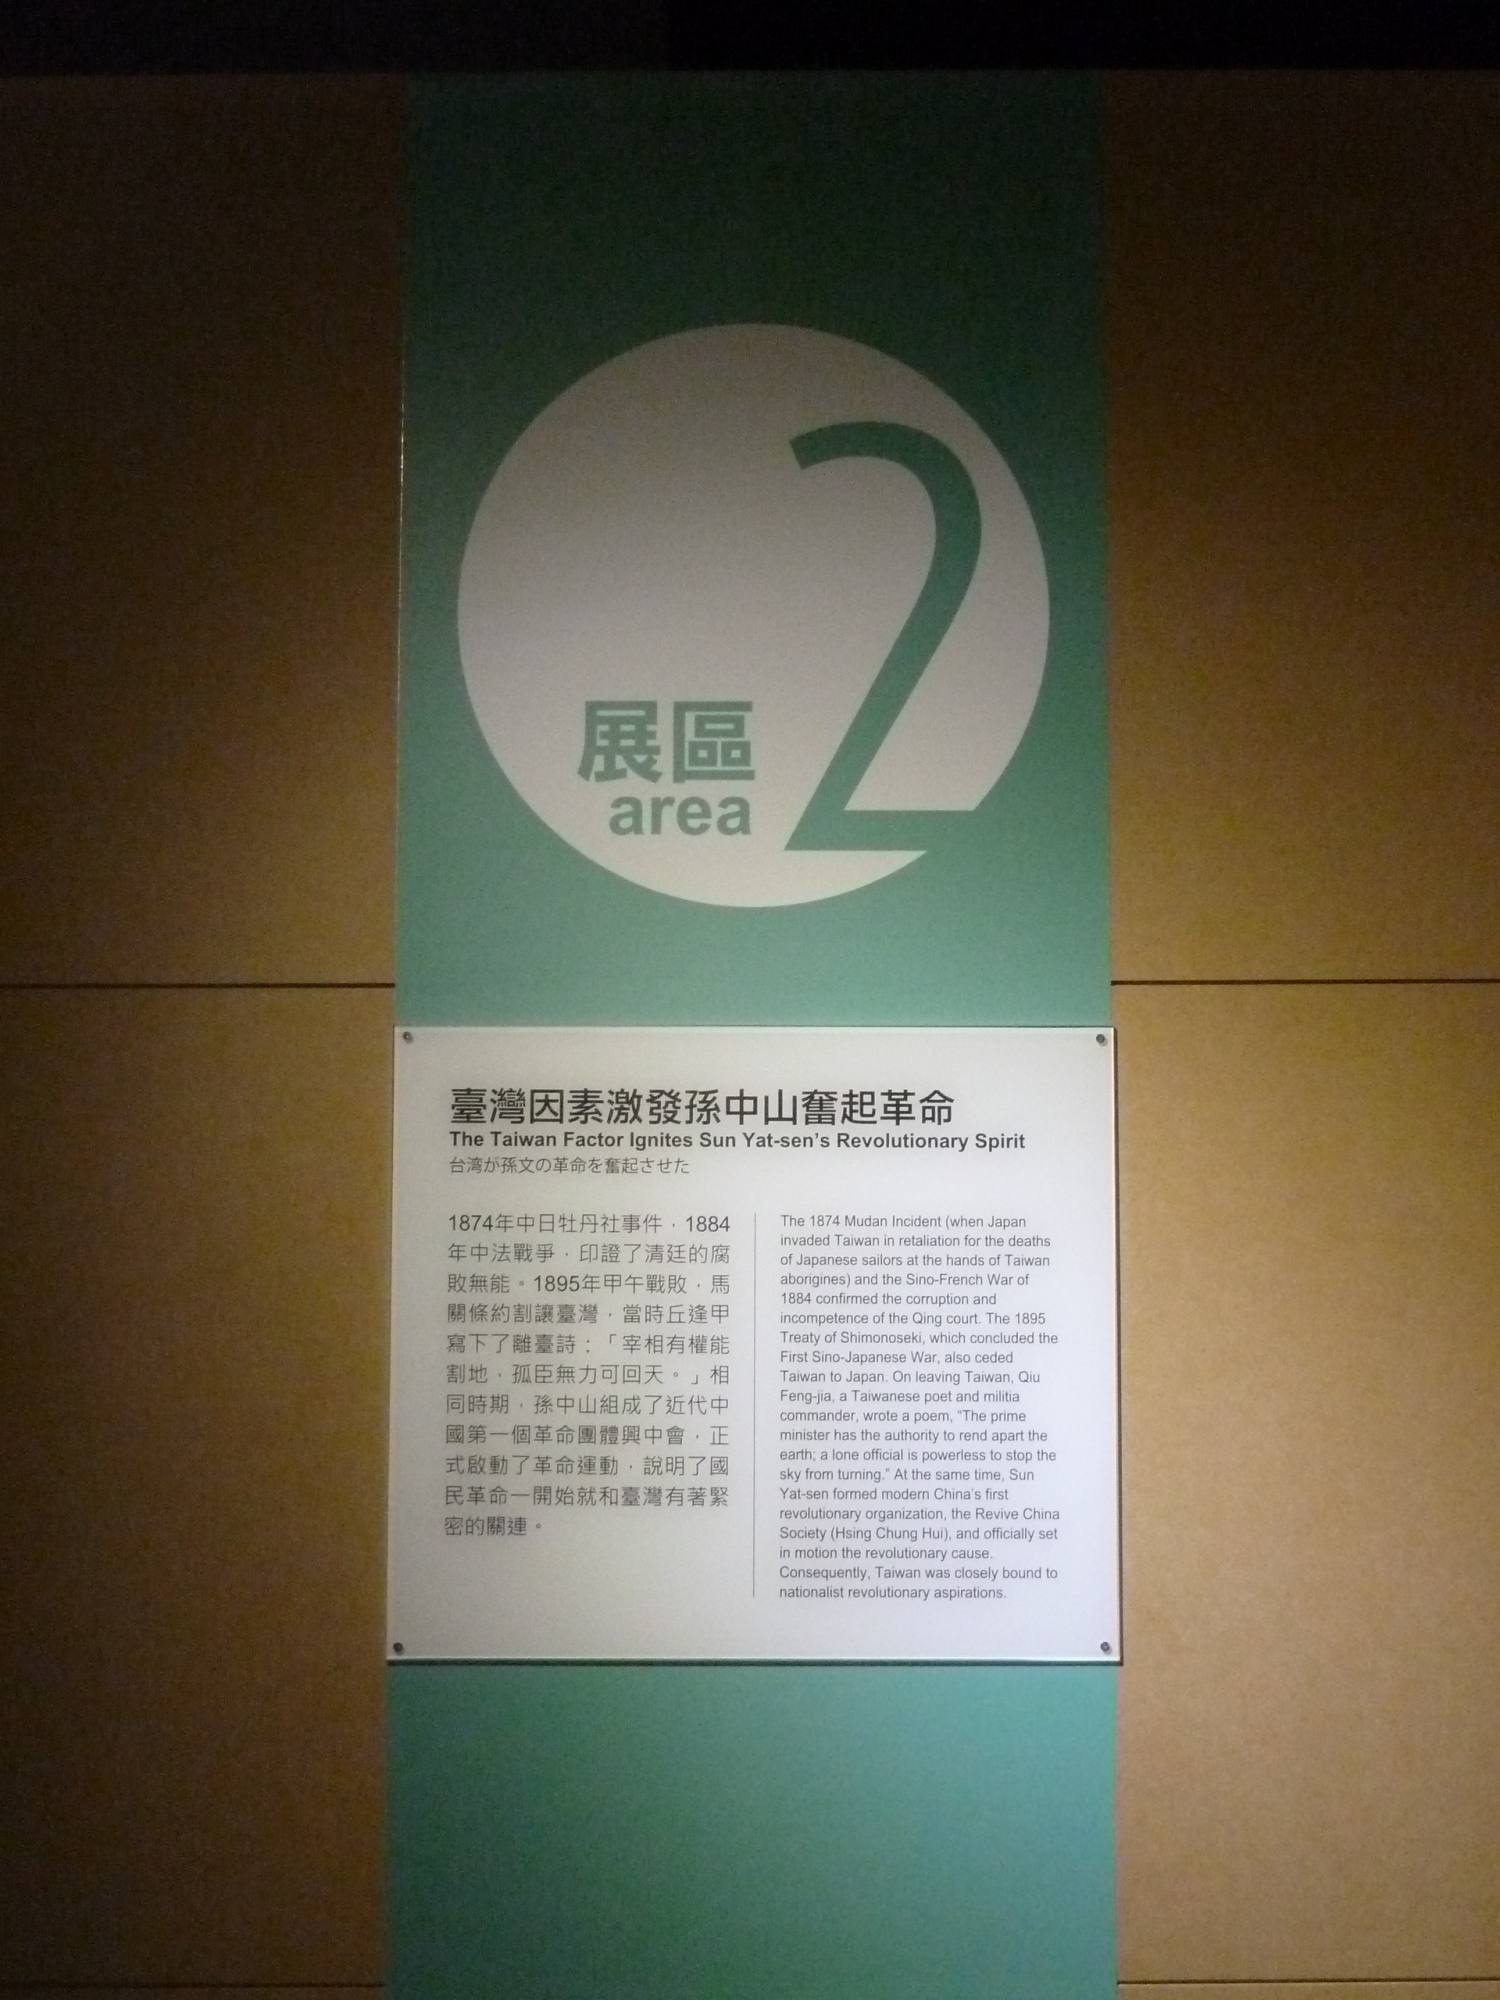 2
展區
area
臺灣因素激發孫中山奮起革命
The Taiwan Factor Ignites Sun Yat-sen's Revolutionary Spirit
台湾が孫文の革命を奮起させた
1874年中日牡丹社事件，1884
年中法戰爭，印證了清廷的腐
敗無能。1895年甲午戰敗，馬
關條約割讓臺灣，當時丘逢甲
寫下了離臺詩：「宰相有權能
割地，孤臣無力可回天。」相
同時期，孫中山組成了近代中
國第一個革命團體興中會，正
式啟動了革命運動，說明了國
民革命一開始就和臺灣有著緊
密的關連。
The 1874 Mudan Incident (when Japan
invaded Taiwan in retaliation for the deaths
of Japanese sailors at the hands of Taiwan
aborigines) and the Sino-French War of
1884 confirmed the corruption and
incompetence of the Qing court. The 1895
Treaty of Shimonoseki, which concluded the
First Sino-Japanese War, also ceded
Taiwan to Japan. On leaving Taiwan, Qiu
Feng-jia, a Taiwanese poet and militia
commander, wrote a poem, “The prime
minister has the authority to rend apart the
earth; a lone official is powerless to stop the
sky from turning.” At the same time, Sun
Yat-sen formed modern China's first
revolutionary organization, the Revive China
Society (Hsing Chung Hui), and officially set
in motion the revolutionary cause.
Consequently, Taiwan was closely bound to
nationalist revolutionary aspirations.